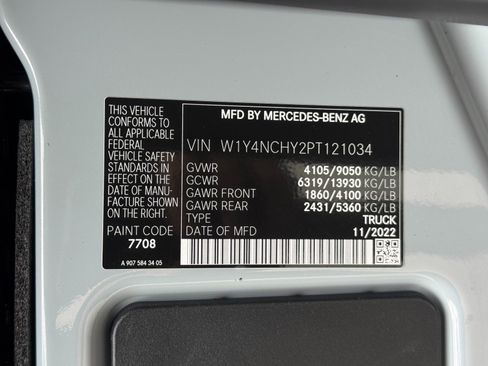 THIS VEHICLE
CONFORMS TO
ALL APPLICABLE
FEDERAL
VEHICLE SAFETY
STANDARDS IN
EFFECT ON THE
DATE OF MANU-
FACTURE SHOWN
PAINT CODE
7708
A 907 584 34 05
MFD BY MERCEDES-BENZ AG
VIN W1Y4NCHY2PT121034
GVWR 4105/9050 KG/LB
GCWR 6319/13930 KG/LB
GAWR FRONT 1860/4100 KG/LB
GAWR REAR 2431/5360 KG/LB
TYPE TRUCK
DATE OF MFD 11/2022